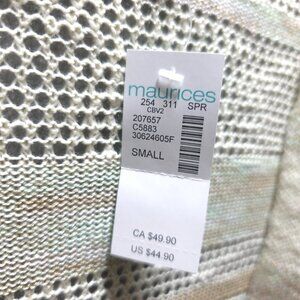 maurices
254 311 SPR
CBV2
207657
C5883
30624605F
SMALL
CA $49.90
US $44.90